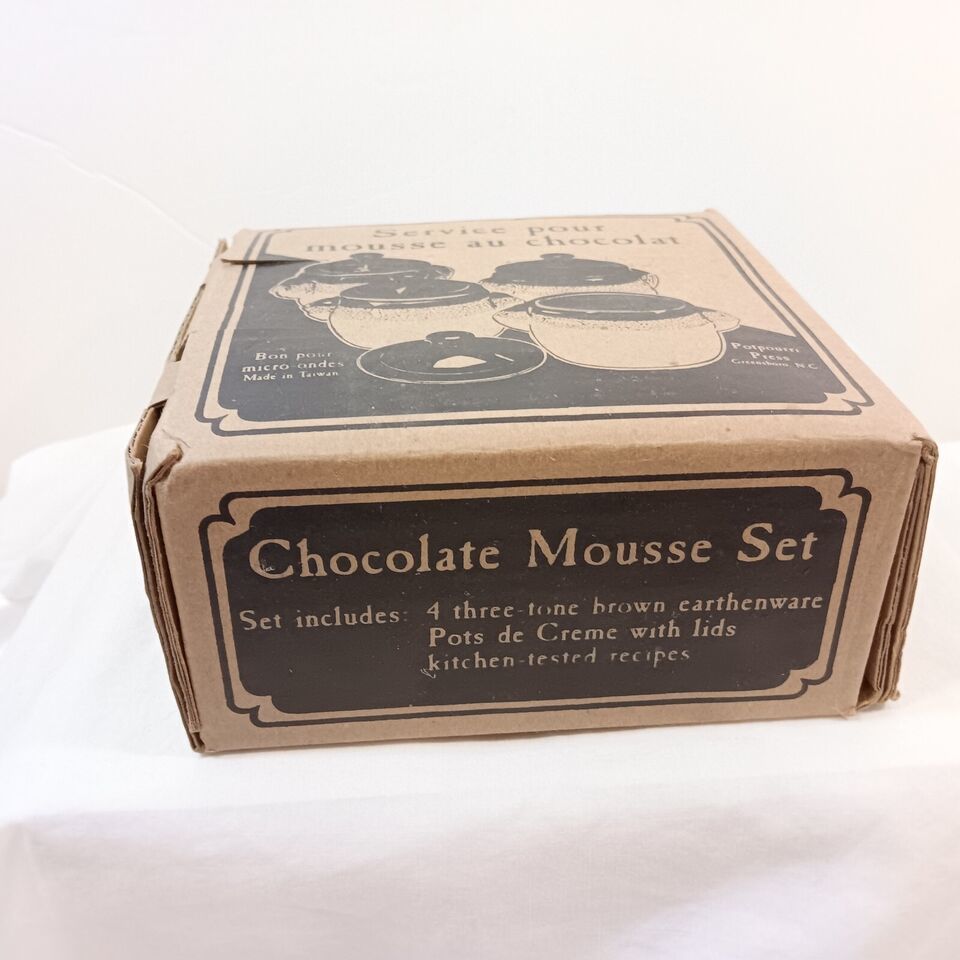 Service pour
mousse au chocolat
Bon pour
micro-ondes
Made in Taiwan
Potpourri
Press
Greensboro, N.C.
Chocolate Mousse Set
Set includes: 4 three-tone brown earthenware
Pots de Creme with lids
kitchen-tested recipes